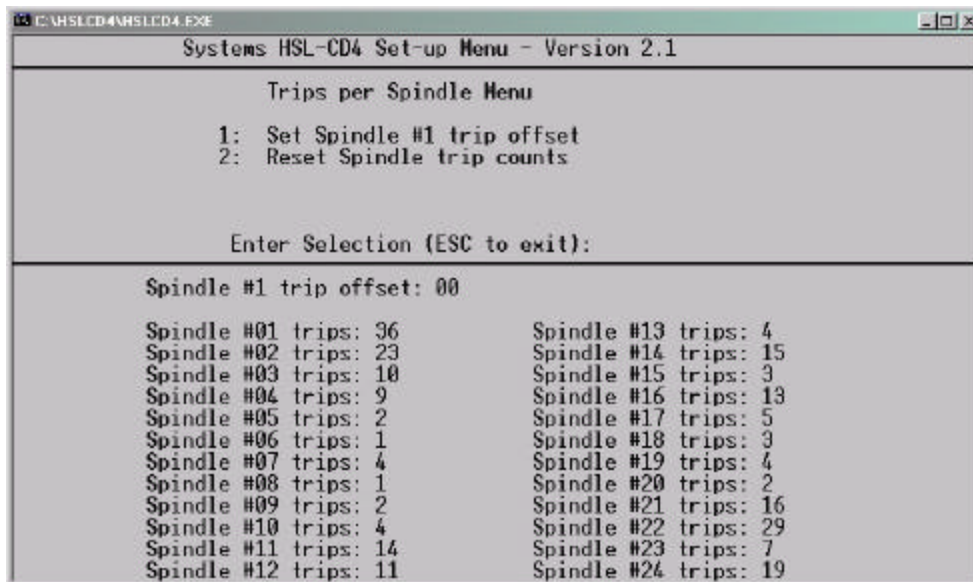 C:\HSLCD4\HSLCD4.EXE
Systems HSL-CD4 Set-up Menu - Version 2.1
Trips per Spindle Menu
1: Set Spindle #1 trip offset
2: Reset Spindle trip counts
Enter Selection (ESC to exit):
Spindle #1 trip offset: 00
Spindle #01 trips: 36 Spindle #13 trips: 4
Spindle #02 trips: 23 Spindle #14 trips: 15
Spindle #03 trips: 10 Spindle #15 trips: 3
Spindle #04 trips: 9 Spindle #16 trips: 13
Spindle #05 trips: 2 Spindle #17 trips: 5
Spindle #06 trips: 1 Spindle #18 trips: 3
Spindle #07 trips: 4 Spindle #19 trips: 4
Spindle #08 trips: 1 Spindle #20 trips: 2
Spindle #09 trips: 2 Spindle #21 trips: 16
Spindle #10 trips: 4 Spindle #22 trips: 29
Spindle #11 trips: 14 Spindle #23 trips: 7
Spindle #12 trips: 11 Spindle #24 trips: 19